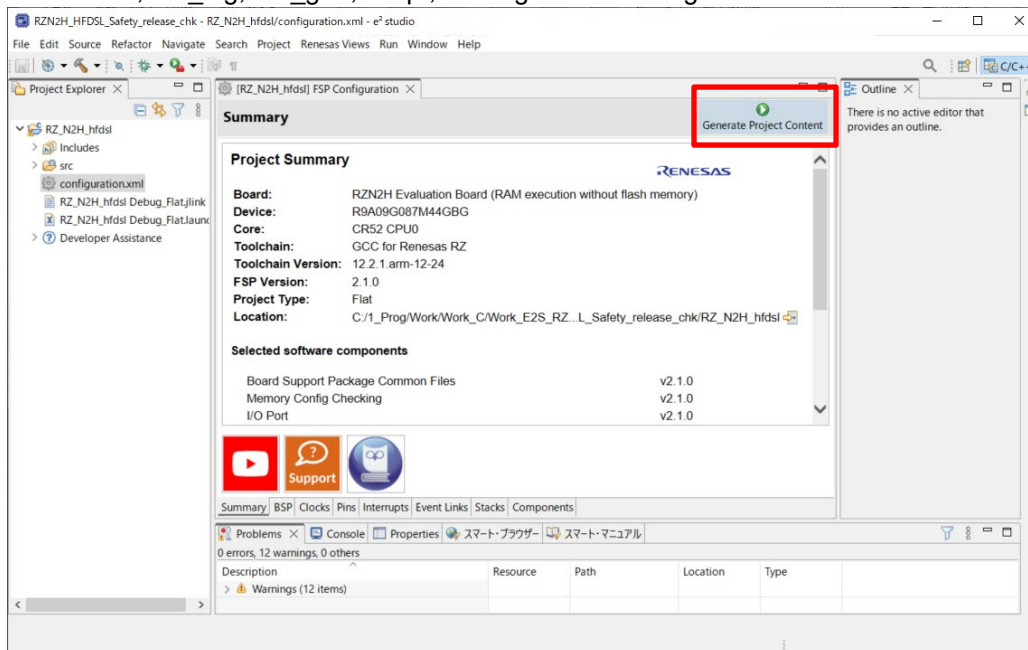 RZN2H_HFDSL_Safety_release_chk - RZ_N2H_hfdsl/configuration.xml - e² studio
File Edit Source Refactor Navigate Search Project Renesas Views Run Window Help
C/C++
Project Explorer
RZ_N2H_hfdsl
Includes
src
configuration.xml
RZ_N2H_hfdsl Debug_Flat.jlink
RZ_N2H_hfdsl Debug_Flat.launc
Developer Assistance
[RZ_N2H_hfdsl] FSP Configuration
Summary
Generate Project Content
Project Summary
RENESAS
Board: RZN2H Evaluation Board (RAM execution without flash memory)
Device: R9A09G087M44GBG
Core: CR52 CPU0
Toolchain: GCC for Renesas RZ
Toolchain Version: 12.2.1.arm-12-24
FSP Version: 2.1.0
Project Type: Flat
Location: C:/1_Prog/Work/Work_C/Work_E2S_RZ...L_Safety_release_chk/RZ_N2H_hfdsl
Selected software components
Board Support Package Common Files v2.1.0
Memory Config Checking v2.1.0
I/O Port v2.1.0
Support
Summary BSP Clocks Pins Interrupts Event Links Stacks Components
Outline
There is no active editor that
provides an outline.
Problems Console Properties スマート・ブラウザー スマート・マニュアル
0 errors, 12 warnings, 0 others
Description Resource Path Location Type
Warnings (12 items)